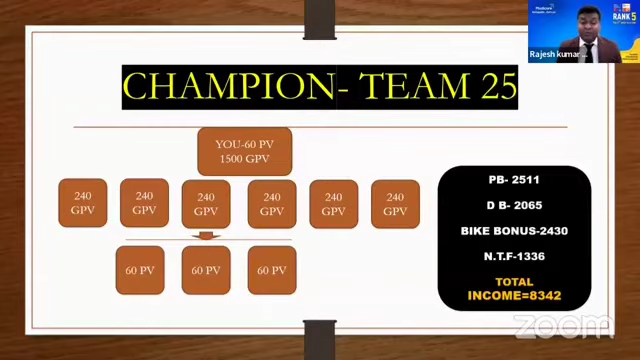 CHAMPION- TEAM 25
YOU-60 PV
1500 GPV
240
GPV
240
GPV
240
GPV
240
GPV
240
GPV
240
GPV
60 PV
60 PV
60 PV
PB- 2511
D B- 2065
BIKE BONUS-2430
N.T.F-1336
TOTAL
INCOME=8342
Rajesh kumar
RANK 5
zoom